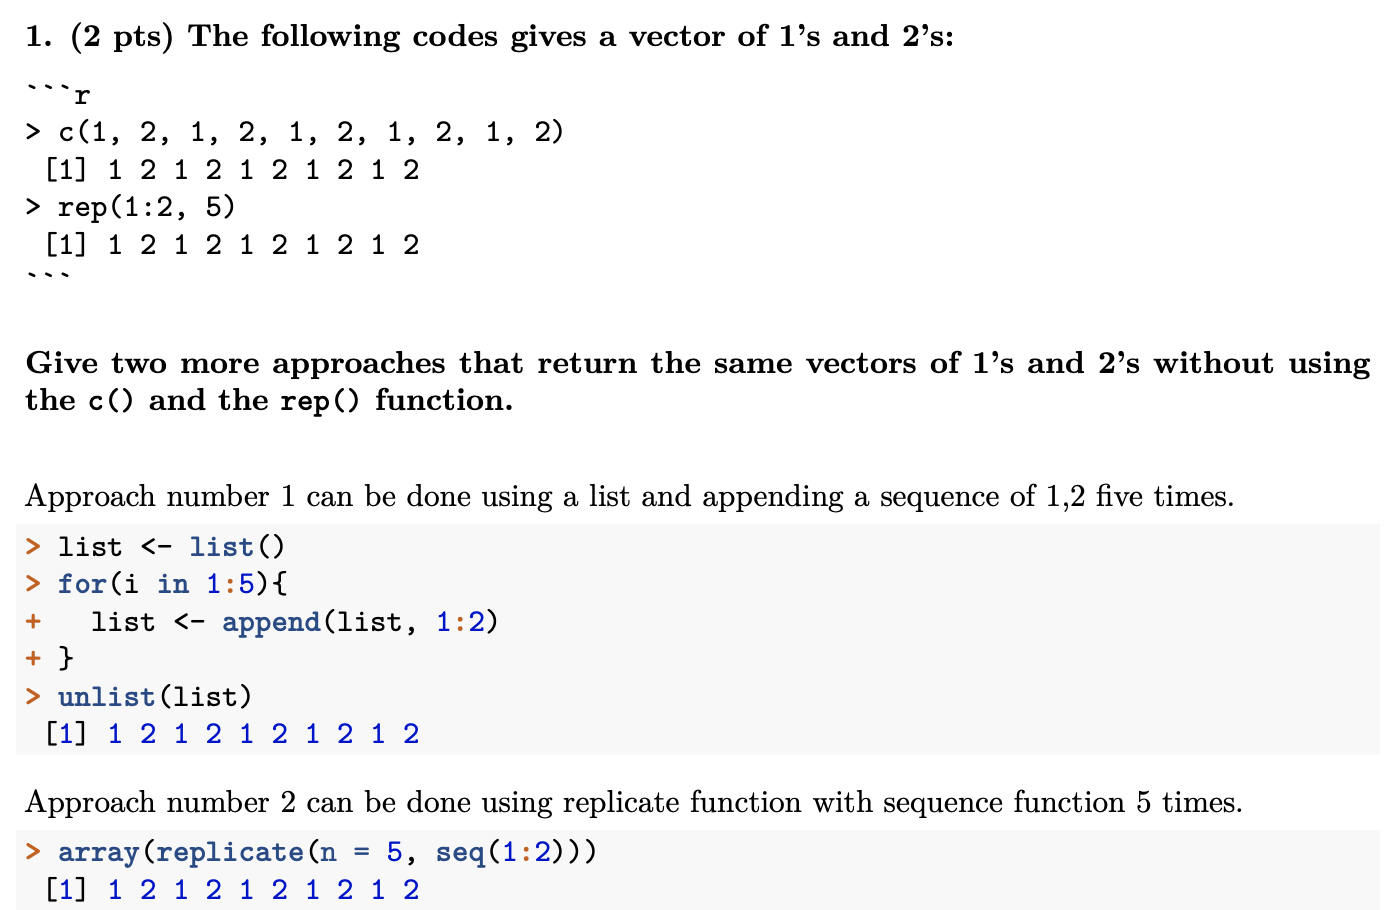 1. (2 pts) The following codes gives a vector of 1’s and 2’s:
```r
> c(1, 2, 1, 2, 1, 2, 1, 2, 1, 2)
 [1] 1 2 1 2 1 2 1 2 1 2
> rep(1:2, 5)
 [1] 1 2 1 2 1 2 1 2 1 2
```
Give two more approaches that return the same vectors of 1’s and 2’s without using
the c() and the rep() function.
Approach number 1 can be done using a list and appending a sequence of 1,2 five times.
> list <- list()
> for(i in 1:5){
+   list <- append(list, 1:2)
+ }
> unlist(list)
 [1] 1 2 1 2 1 2 1 2 1 2
Approach number 2 can be done using replicate function with sequence function 5 times.
> array(replicate(n = 5, seq(1:2)))
 [1] 1 2 1 2 1 2 1 2 1 2